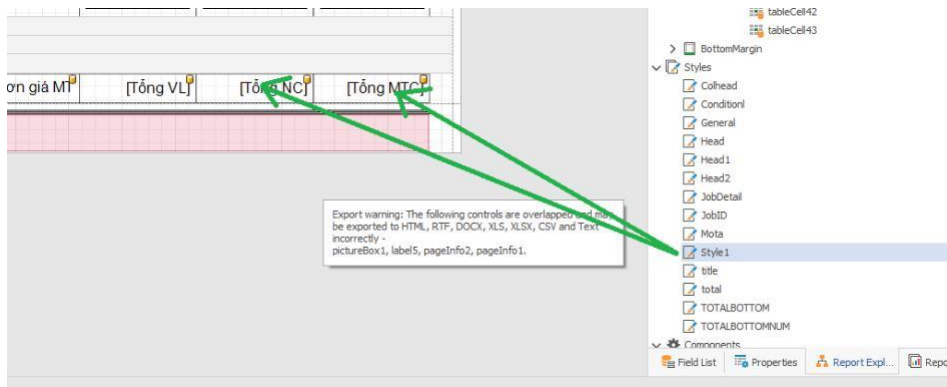 tableCell42
tableCell43
BottomMargin
Styles
ơn giá MT [Tổng VL] [Tổng NC] [Tổng MTC]
Colhead
Conditionl
General
Head
Head1
Head2
JobDetail
JobID
Mota
Style1
title
total
TOTALBOTTOM
TOTALBOTTOMNUM
Components
Export warning: The following controls are overlapped and may
be exported to HTML, RTF, DOCX, XLS, XLSX, CSV and Text
incorrectly -
pictureBox1, label5, pageInfo2, pageInfo1.
Field List Properties Report Expl... Repo